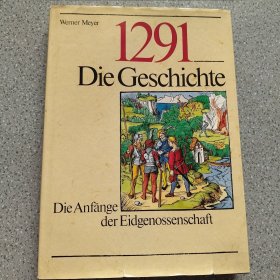 Werner Meyer
1291
Die Geschichte
Die Anfänge
der Eidgenossenschaft